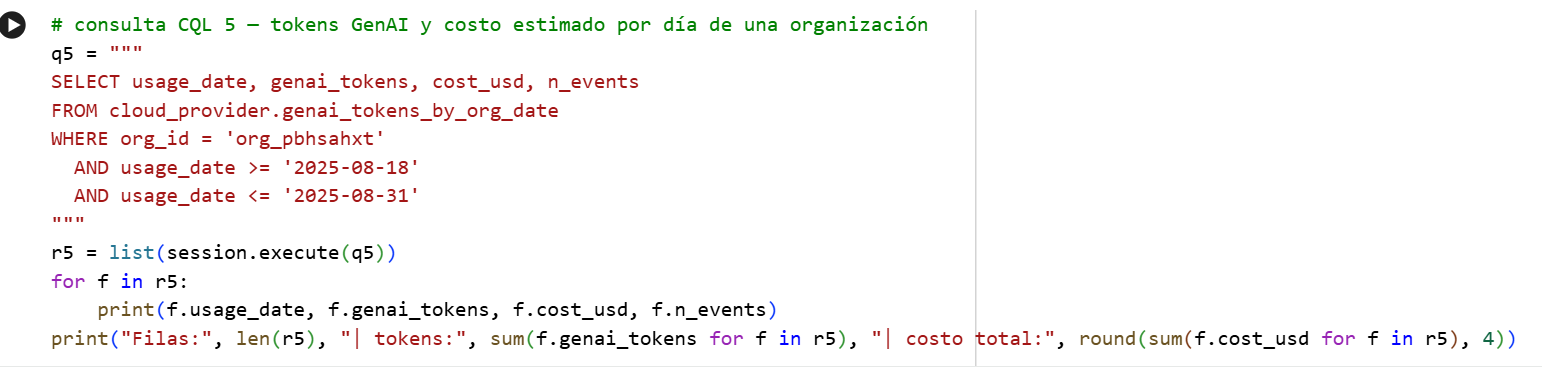 # consulta CQL 5 — tokens GenAI y costo estimado por día de una organización
q5 = """
SELECT usage_date, genai_tokens, cost_usd, n_events
FROM cloud_provider.genai_tokens_by_org_date
WHERE org_id = 'org_pbhsahxt'
  AND usage_date >= '2025-08-18'
  AND usage_date <= '2025-08-31'
"""
r5 = list(session.execute(q5))
for f in r5:
    print(f.usage_date, f.genai_tokens, f.cost_usd, f.n_events)
print("Filas:", len(r5), "| tokens:", sum(f.genai_tokens for f in r5), "| costo total:", round(sum(f.cost_usd for f in r5), 4))